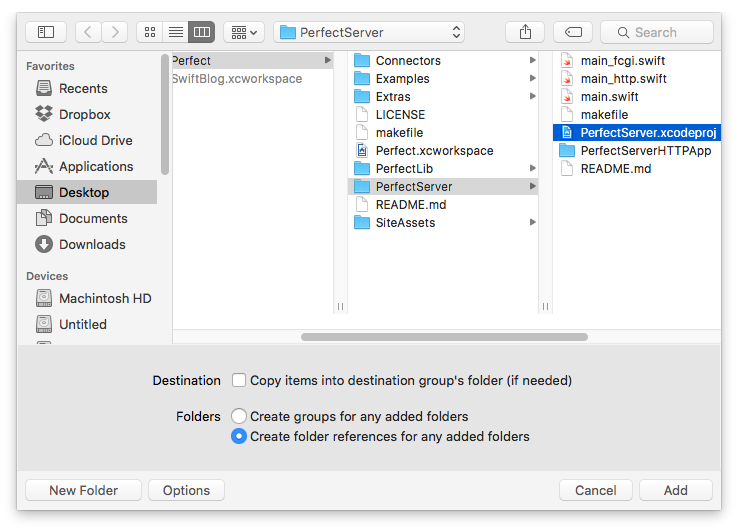 PerfectServer
Search
Favorites
Recents
Dropbox
iCloud Drive
Applications
Desktop
Documents
Downloads
Devices
Machintosh HD
Untitled
Perfect
SwiftBlog.xcworkspace
Connectors
Examples
Extras
LICENSE
makefile
Perfect.xcworkspace
PerfectLib
PerfectServer
README.md
SiteAssets
main_fcgi.swift
main_http.swift
main.swift
makefile
PerfectServer.xcodeproj
PerfectServerHTTPApp
README.md
Destination Copy items into destination group's folder (if needed)
Folders Create groups for any added folders
Create folder references for any added folders
New Folder Options Cancel Add